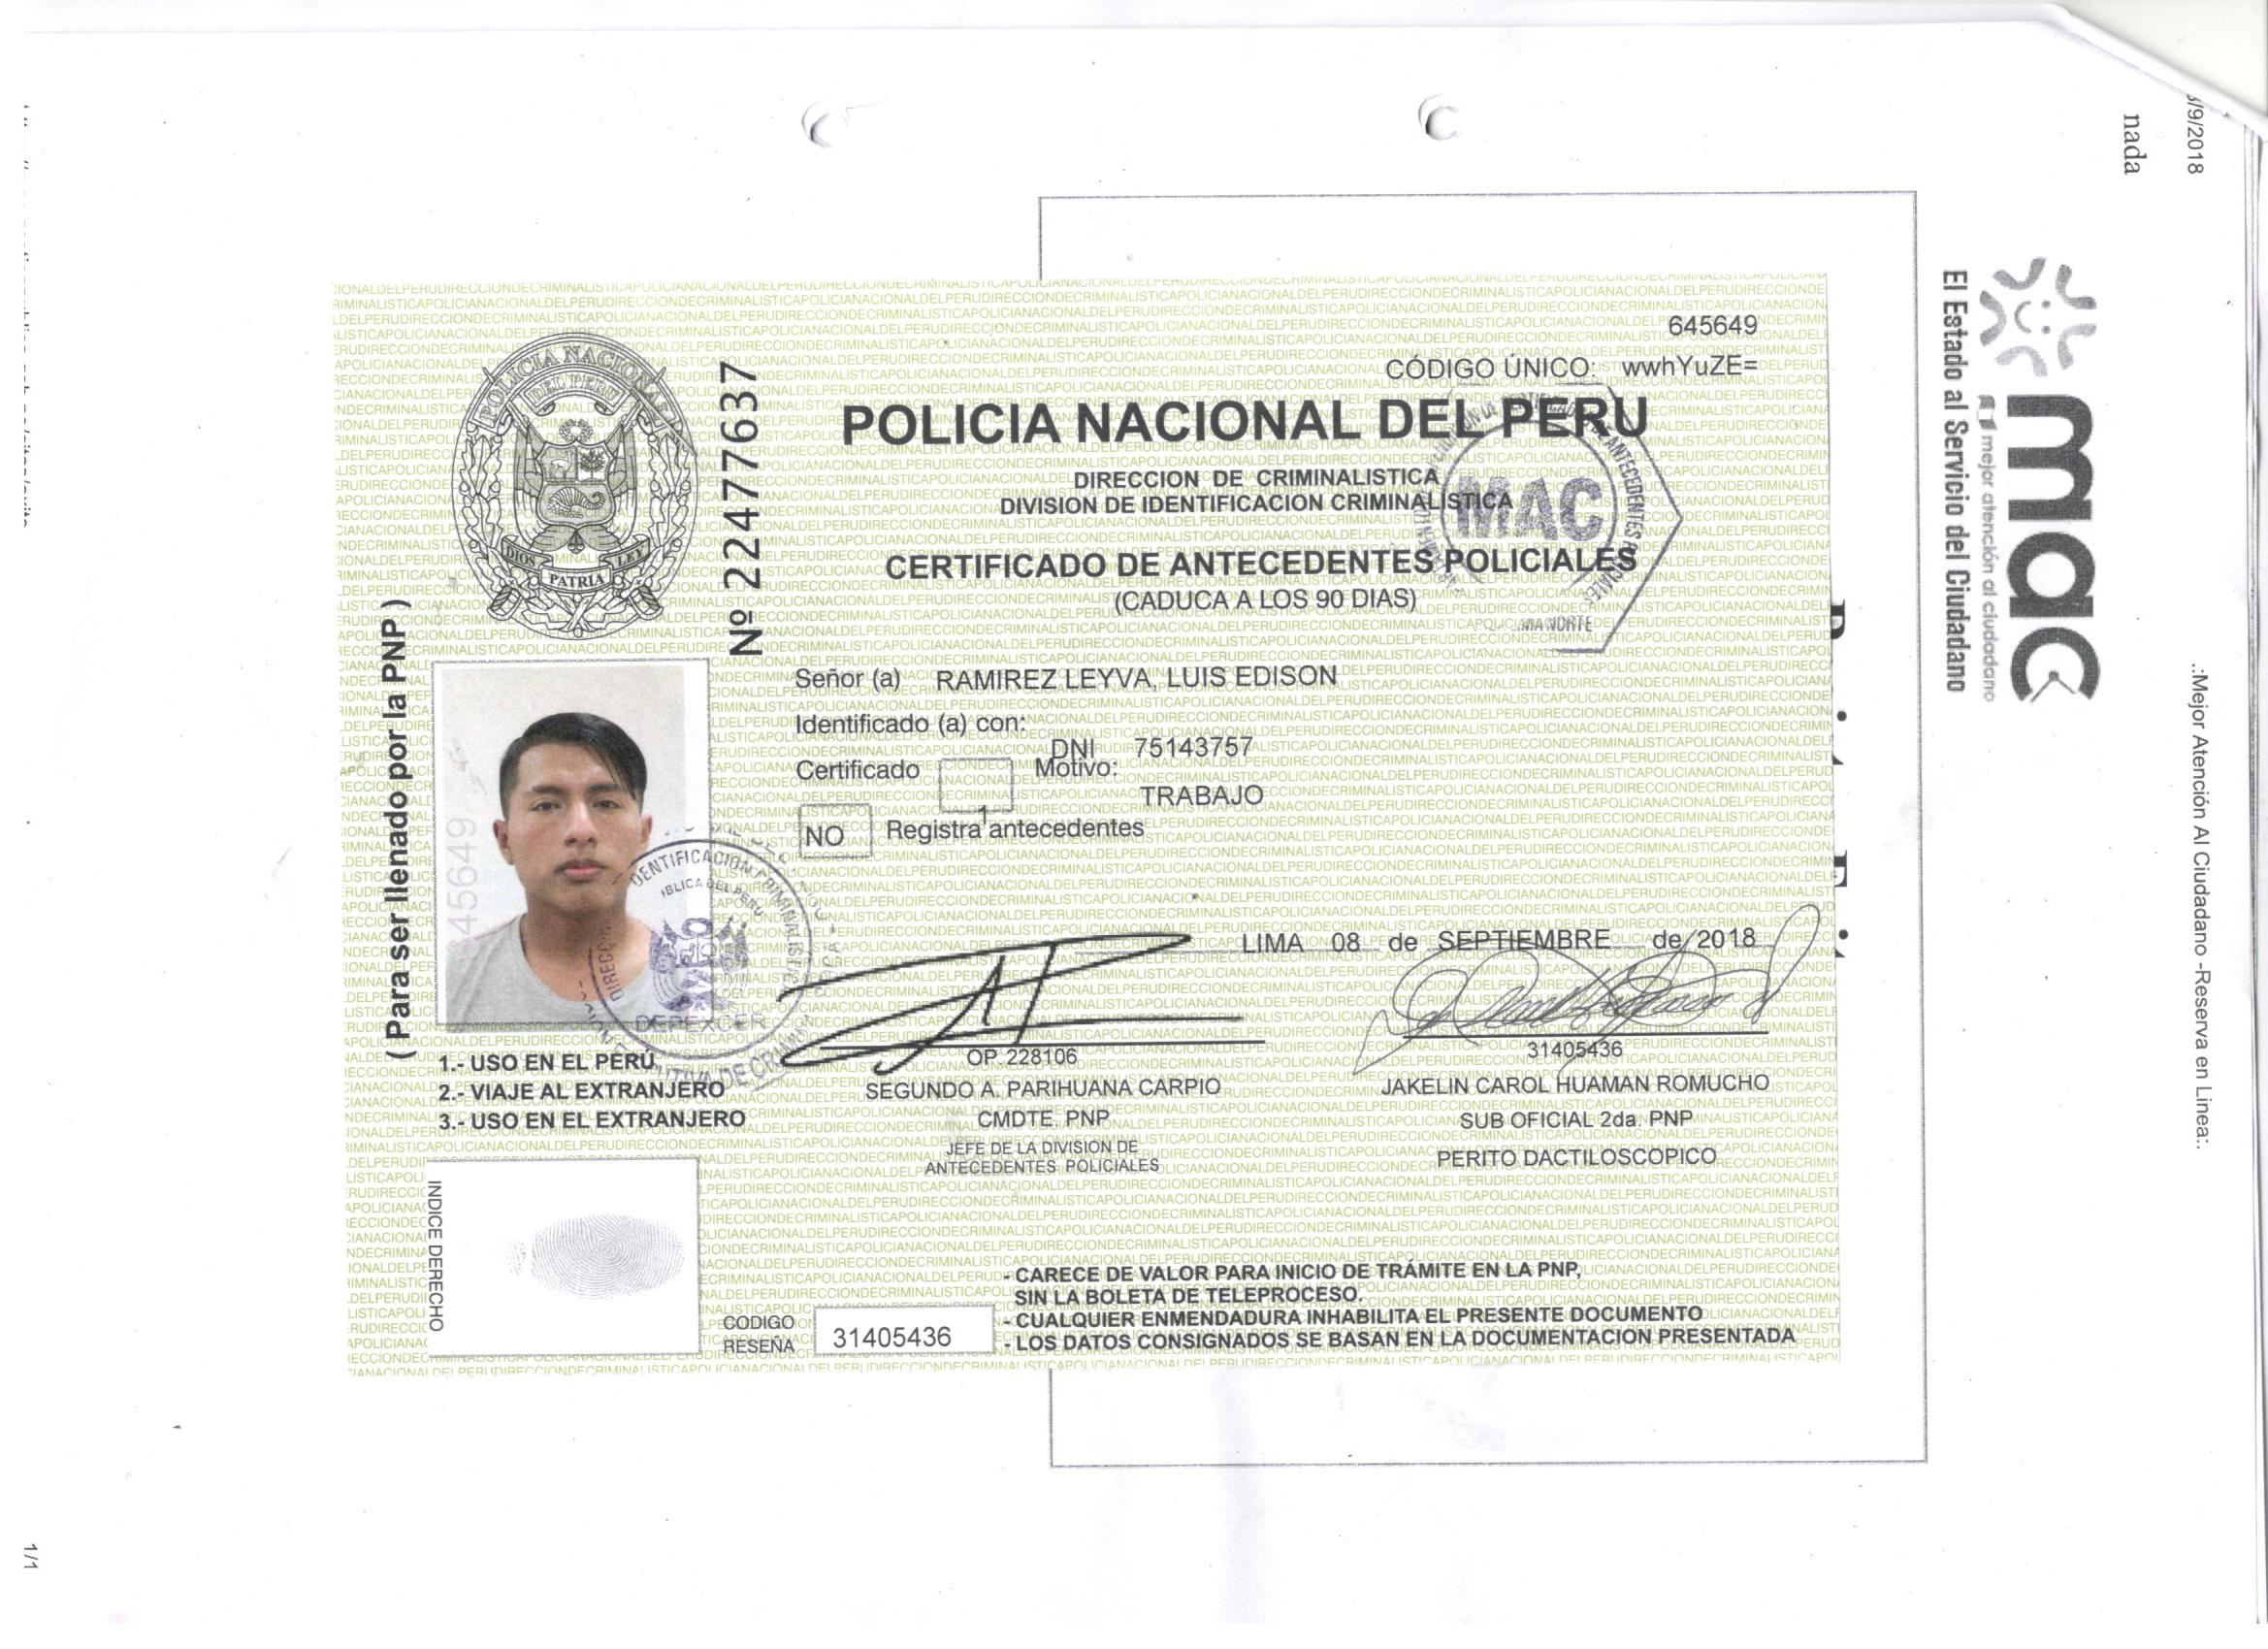 8/9/2018
.:Mejor Atención Al Ciudadano -Reserva en Linea:.
nada
mac
mejor atención al ciudadano
El Estado al Servicio del Ciudadano
645649
CÓDIGO ÚNICO: wwhYuZE=
POLICIA NACIONAL
DEL PERU
DIOS PATRIA LEY
Nº 22477637
POLICIA NACIONAL DEL PERU
DIRECCION DE CRIMINALISTICA
DIVISION DE IDENTIFICACION CRIMINALISTICA
MAC
CERTIFICADO DE ANTECEDENTES POLICIALES
(CADUCA A LOS 90 DIAS)
LIMA NORTE
( Para ser llenado por la PNP )
Señor (a) RAMIREZ LEYVA, LUIS EDISON
Identificado (a) con:
DNI 75143757
Certificado 1 Motivo:
TRABAJO
NO Registra antecedentes
645649
DEPEXCER
LIMA 08 de SEPTIEMBRE de 2018
OP.228106
SEGUNDO A. PARIHUANA CARPIO
CMDTE. PNP
JEFE DE LA DIVISION DE
ANTECEDENTES POLICIALES
31405436
JAKELIN CAROL HUAMAN ROMUCHO
SUB OFICIAL 2da. PNP
PERITO DACTILOSCOPICO
1.- USO EN EL PERÚ
2.- VIAJE AL EXTRANJERO
3.- USO EN EL EXTRANJERO
INDICE DERECHO
CODIGO
RESEÑA
31405436
- CARECE DE VALOR PARA INICIO DE TRÁMITE EN LA PNP,
SIN LA BOLETA DE TELEPROCESO.
- CUALQUIER ENMENDADURA INHABILITA EL PRESENTE DOCUMENTO
- LOS DATOS CONSIGNADOS SE BASAN EN LA DOCUMENTACION PRESENTADA
1/1